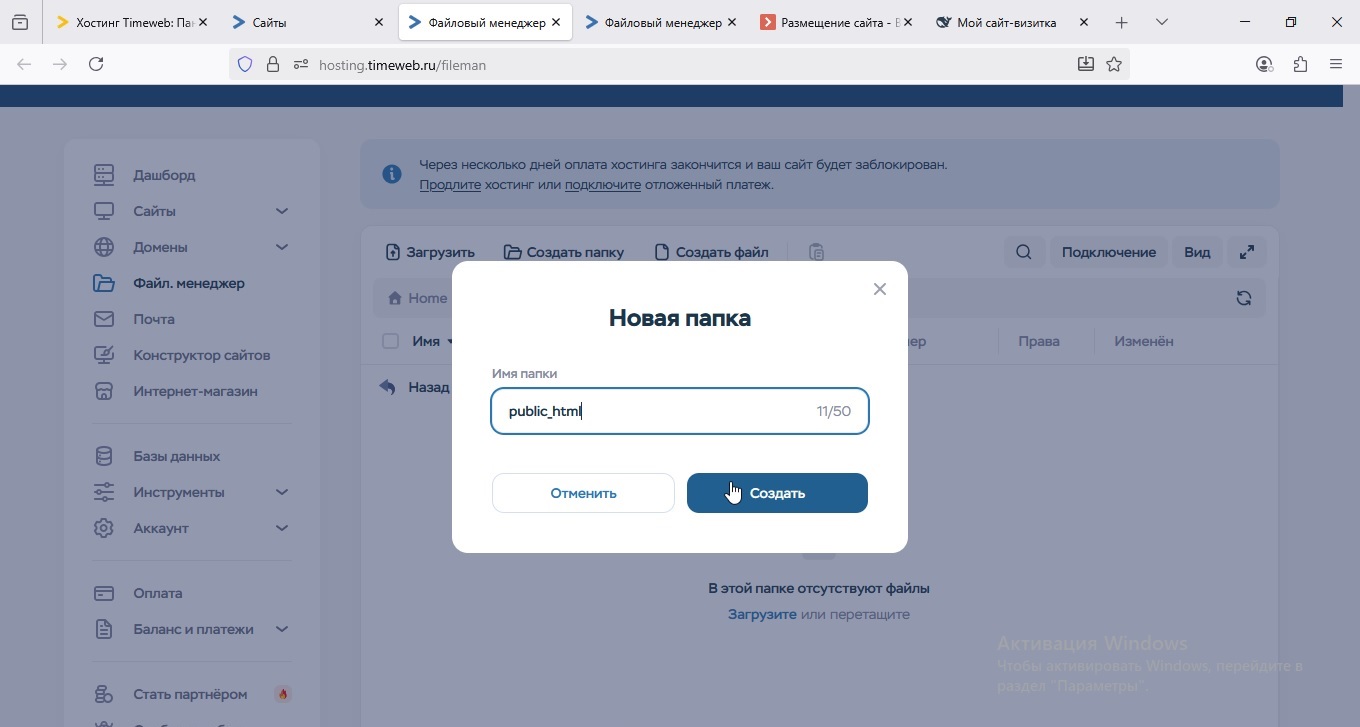 Хостинг Timeweb: Пан
Сайты
Файловый менеджер
Файловый менеджер
Размещение сайта - В
Мой сайт-визитка
hosting.timeweb.ru/fileman
Через несколько дней оплата хостинга закончится и ваш сайт будет заблокирован.
Продлите хостинг или подключите отложенный платеж.
Дашборд
Сайты
Домены
Файл. менеджер
Почта
Конструктор сайтов
Интернет-магазин
Базы данных
Инструменты
Аккаунт
Оплата
Баланс и платежи
Стать партнёром
Загрузить
Создать папку
Создать файл
Подключение
Вид
Home
Имя
Права
Изменён
Назад
Новая папка
Имя папки
public_html
11/50
Отменить
Создать
В этой папке отсутствуют файлы
Загрузите или перетащите
Активация Windows
Чтобы активировать Windows, перейдите в
раздел "Параметры".